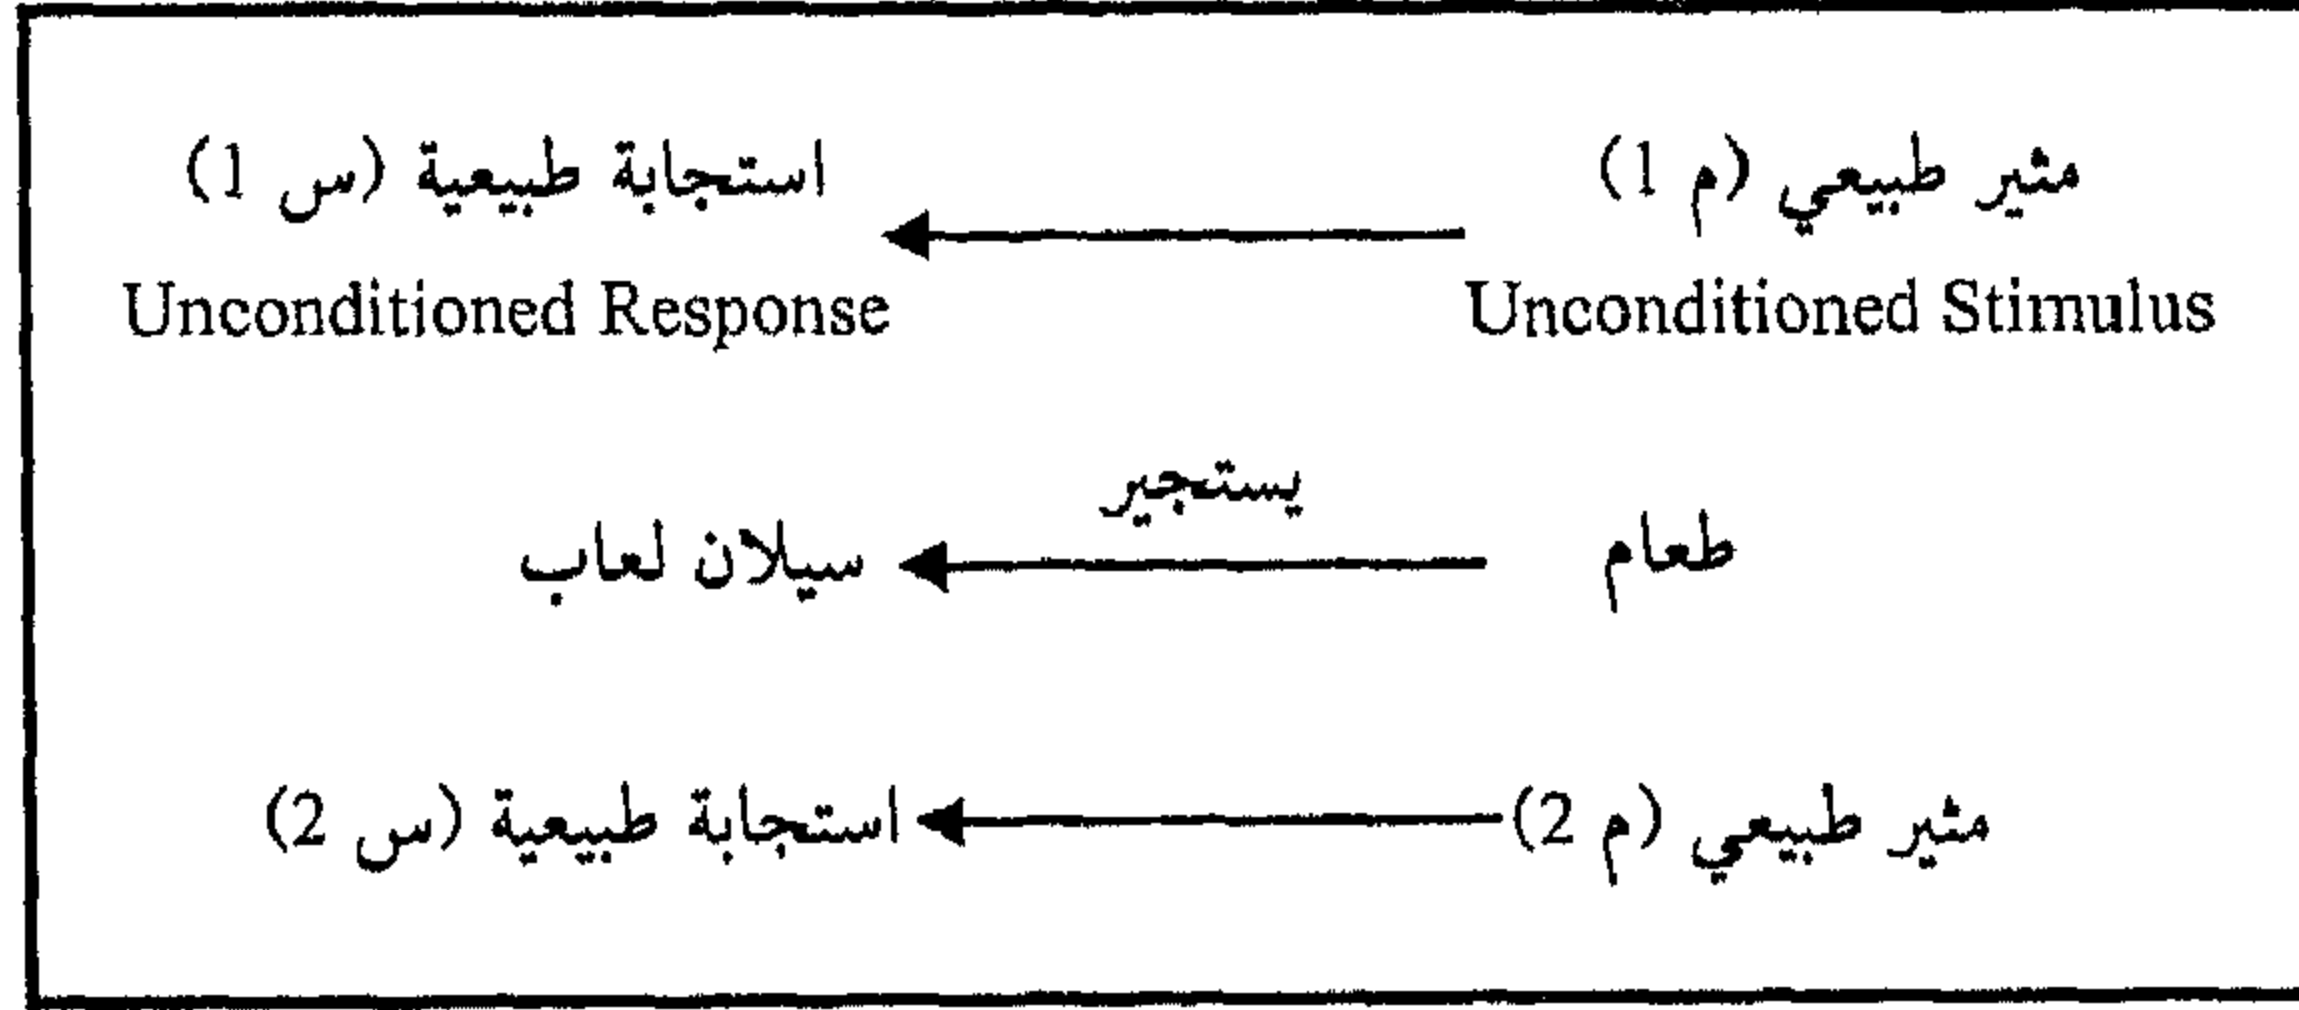 مثير طبيعي (م 1) استجابة طبيعية (س 1)
Unconditioned Stimulus Unconditioned Response
يستجير
طعام سيلان لعاب
مثير طبيعي (م 2) استجابة طبيعية (س 2)